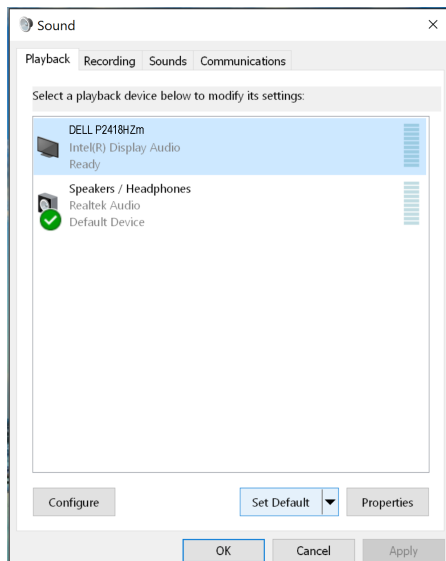 Sound
Playback
Recording
Sounds
Communications
Select a playback device below to modify its settings:
DELL P2418HZm
Intel(R) Display Audio
Ready
Speakers / Headphones
Realtek Audio
Default Device
Configure
Set Default
Properties
OK
Cancel
Apply